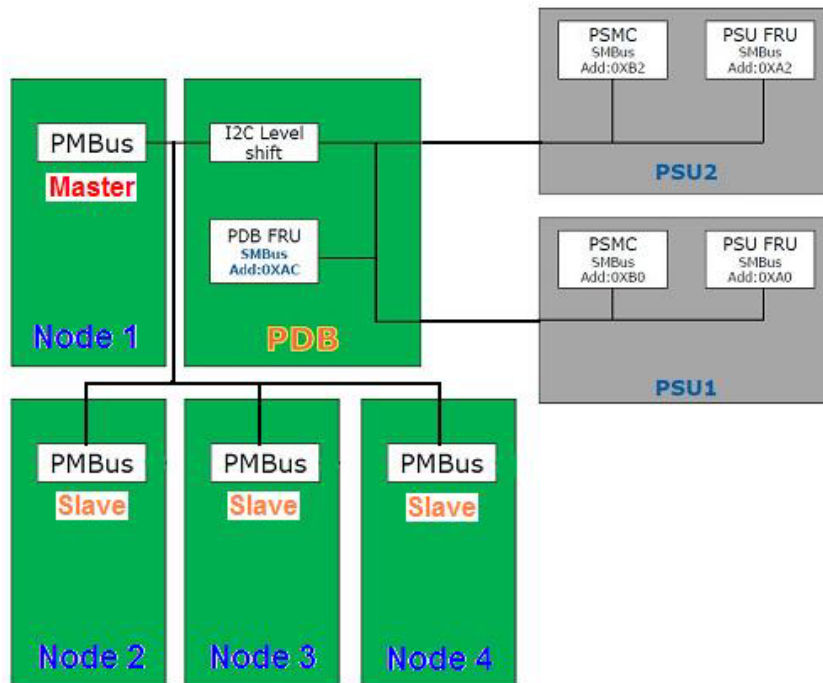 PSMC
SMBus
Add:0XB2
PSU FRU
SMBus
Add:0XA2
PSU2
PMBus
Master
Node 1
I2C Level
shift
PDB FRU
SMBus
Add:0XAC
PDB
PSMC
SMBus
Add:0XB0
PSU FRU
SMBus
Add:0XA0
PSU1
PMBus
Slave
Node 2
PMBus
Slave
Node 3
PMBus
Slave
Node 4